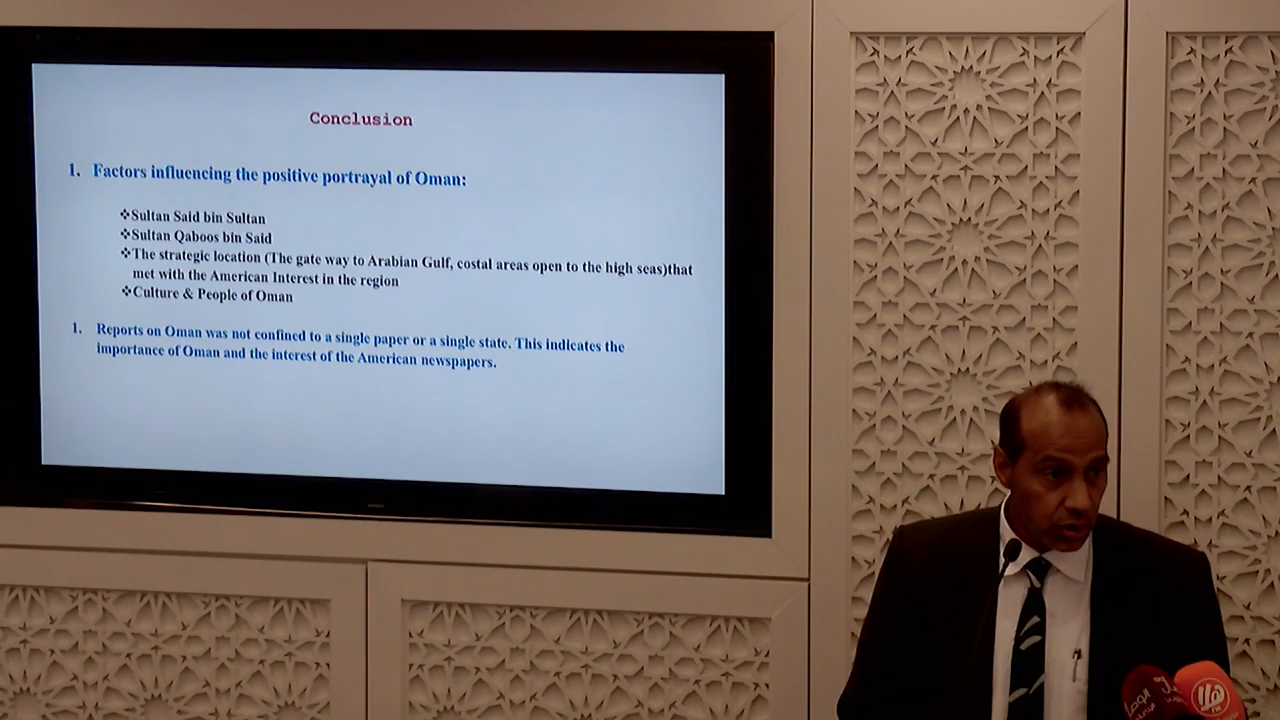 Conclusion
1. Factors influencing the positive portrayal of Oman:
❖Sultan Said bin Sultan
❖Sultan Qaboos bin Said
❖The strategic location (The gate way to Arabian Gulf, costal areas open to the high seas)that
met with the American Interest in the region
❖Culture & People of Oman
1. Reports on Oman was not confined to a single paper or a single state. This indicates the
importance of Oman and the interest of the American newspapers.
الوصال
هلا
FM